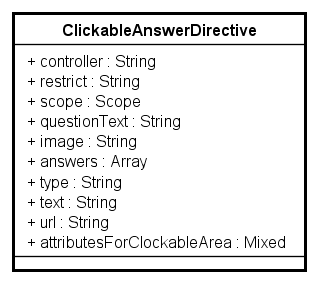 ClickableAnswerDirective
+ controller : String
+ restrict : String
+ scope : Scope
+ questionText : String
+ image : String
+ answers : Array
+ type : String
+ text : String
+ url : String
+ attributesForClockableArea : Mixed